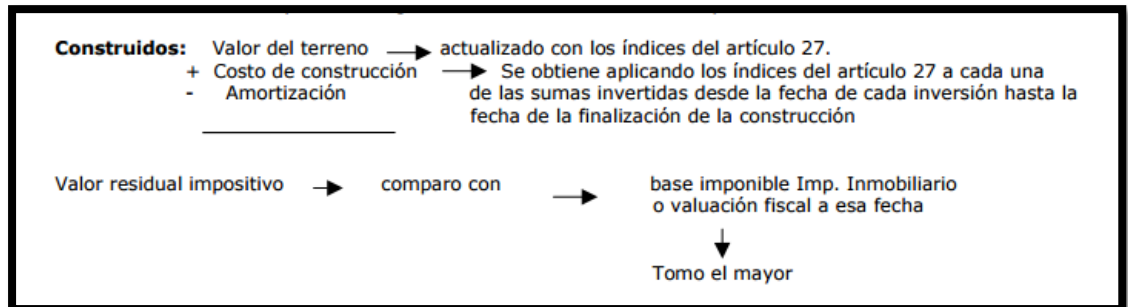 Construidos: Valor del terreno → actualizado con los índices del artículo 27.
+ Costo de construcción → Se obtiene aplicando los índices del artículo 27 a cada una
- Amortización de las sumas invertidas desde la fecha de cada inversión hasta la
fecha de la finalización de la construcción
Valor residual impositivo → comparo con → base imponible Imp. Inmobiliario
o valuación fiscal a esa fecha
Tomo el mayor